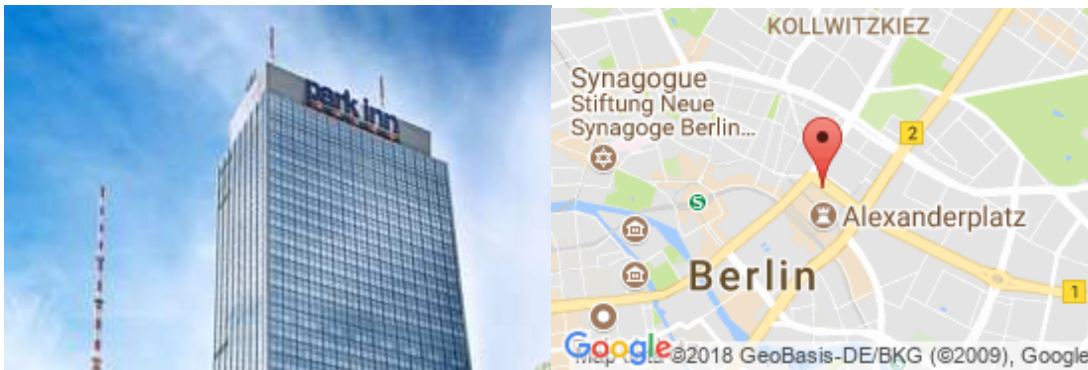 park inn
KOLLWITZKIEZ
Synagogue
Stiftung Neue
Synagoge Berlin...
2
S
Alexanderplatz
Berlin
1
Google
©2018 GeoBasis-DE/BKG (©2009), Google